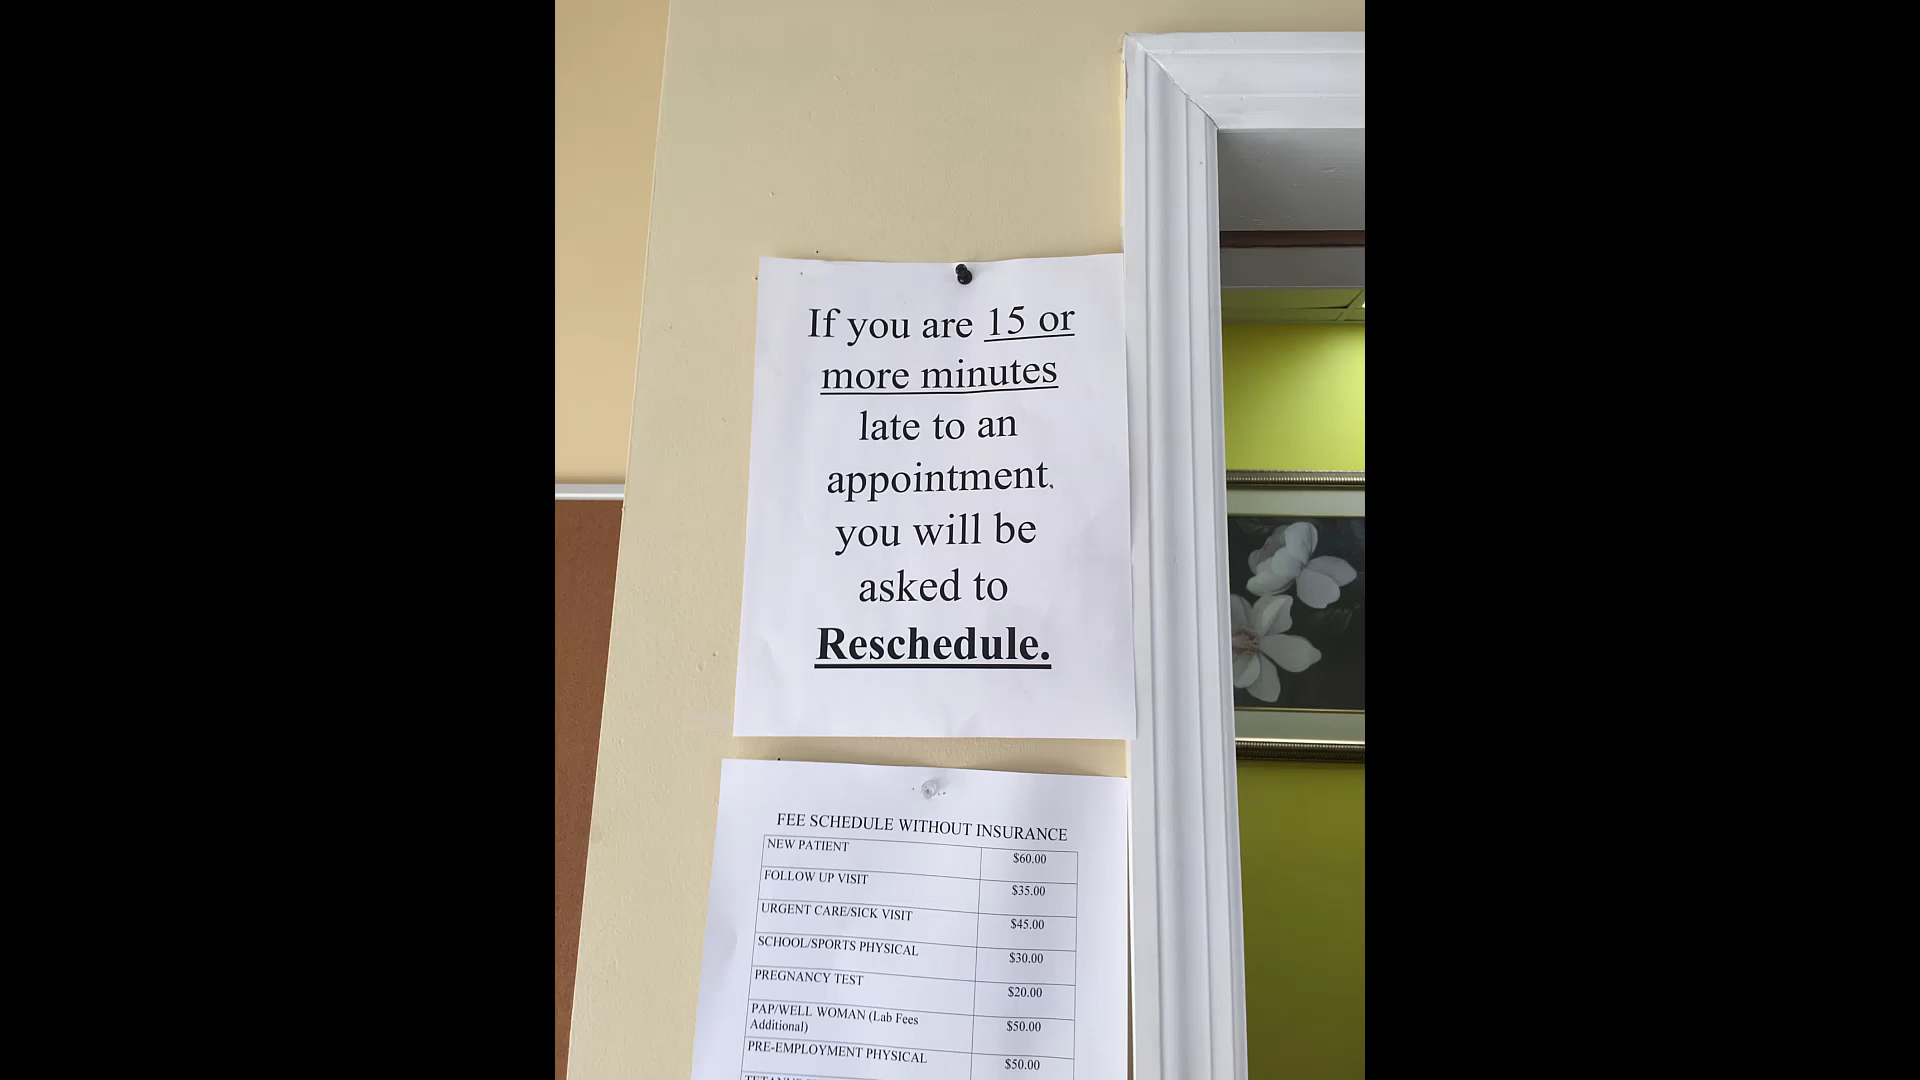 If you are 15 or
more minutes
late to an
appointment,
you will be
asked to
Reschedule.
FEE SCHEDULE WITHOUT INSURANCE
NEW PATIENT $60.00
FOLLOW UP VISIT $35.00
URGENT CARE/SICK VISIT $45.00
SCHOOL/SPORTS PHYSICAL $30.00
PREGNANCY TEST $20.00
PAP/WELL WOMAN (Lab Fees
Additional) $50.00
PRE-EMPLOYMENT PHYSICAL $50.00